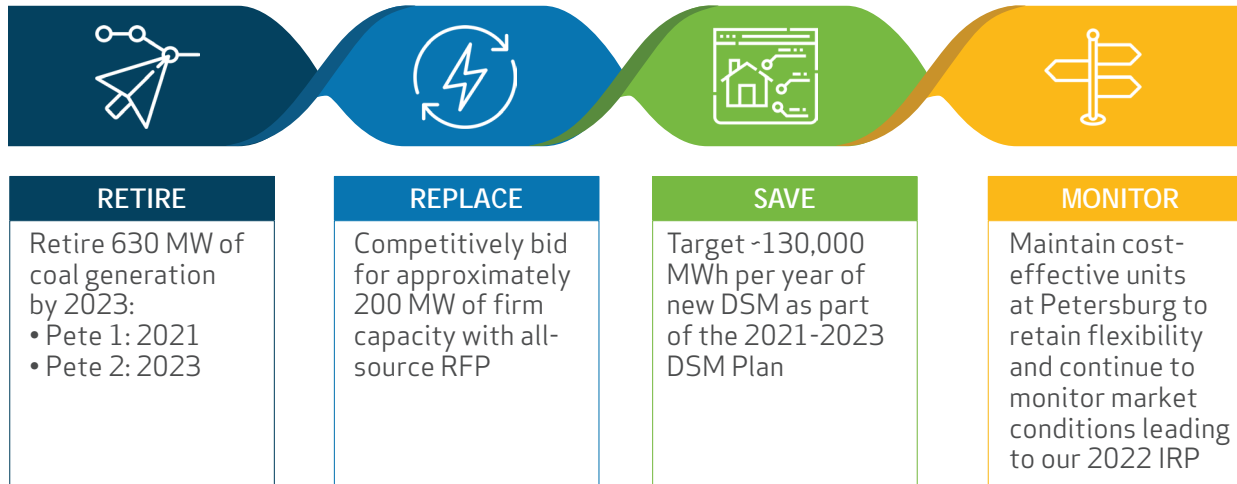 RETIRE
Retire 630 MW of
coal generation
by 2023:
• Pete 1: 2021
• Pete 2: 2023
REPLACE
Competitively bid
for approximately
200 MW of firm
capacity with all-
source RFP
SAVE
Target ~130,000
MWh per year of
new DSM as part
of the 2021-2023
DSM Plan
MONITOR
Maintain cost-
effective units
at Petersburg to
retain flexibility
and continue to
monitor market
conditions leading
to our 2022 IRP